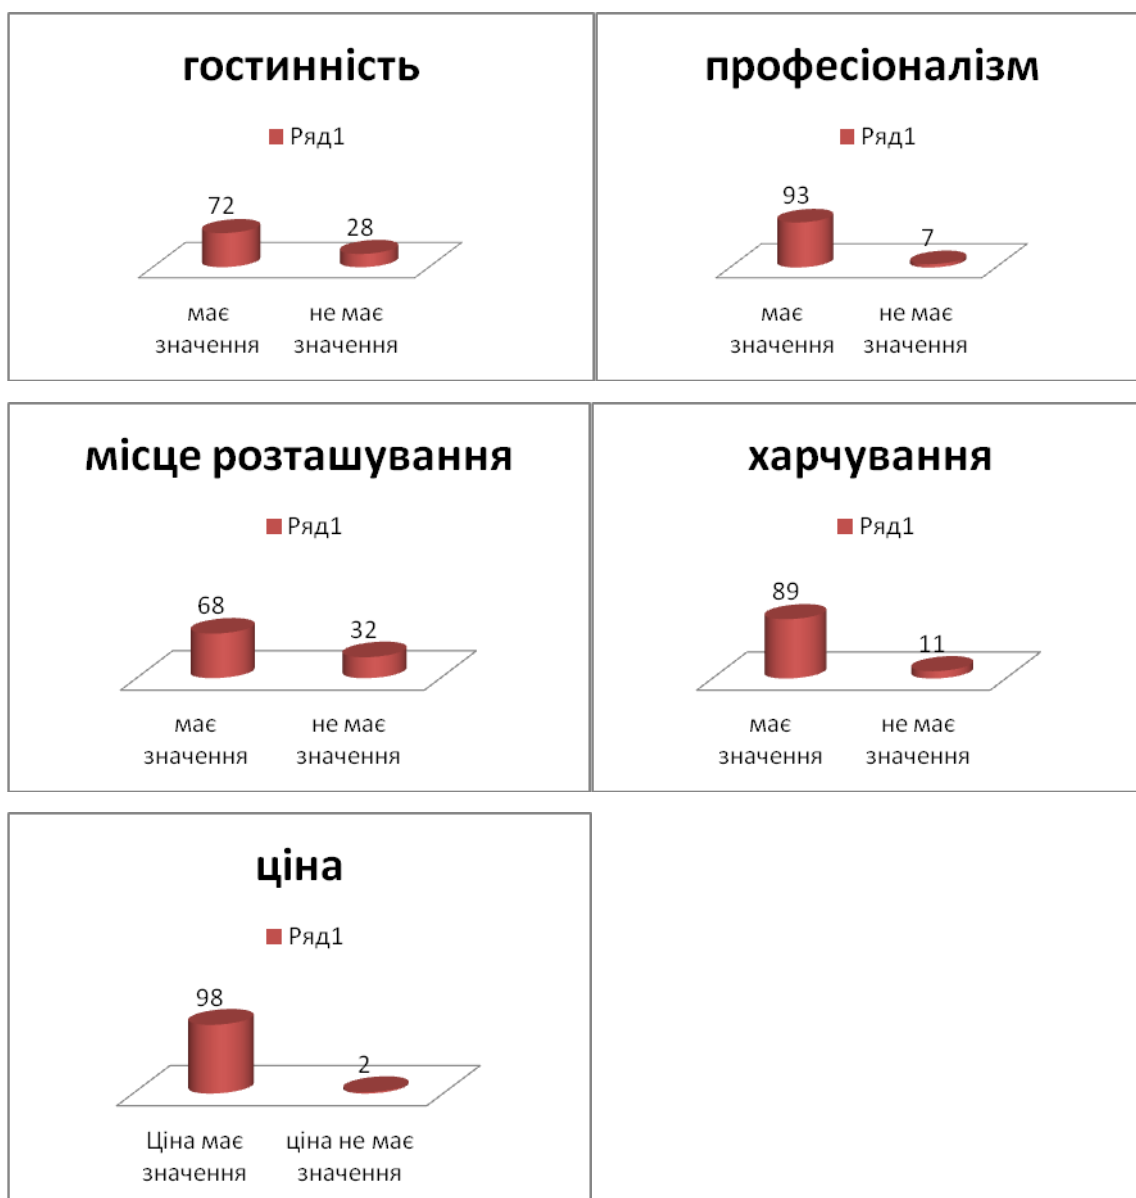 гостинність
Ряд1
72
28
має
значення
не має
значення
професіоналізм
Ряд1
93
7
має
значення
не має
значення
місце розташування
Ряд1
68
32
має
значення
не має
значення
харчування
Ряд1
89
11
має
значення
не має
значення
ціна
Ряд1
98
2
Ціна має
значення
ціна не має
значення